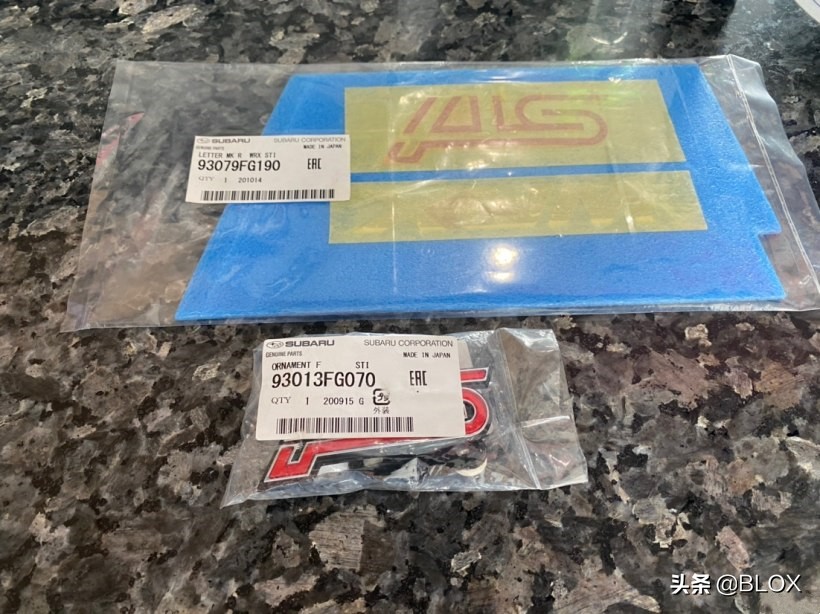 SUBARU SUBARU CORPORATION
GENUINE PARTS MADE IN JAPAN
LETTER MK R WRX STI
93079FG190 EAC
QTY 1 201014
STI
SUBARU SUBARU CORPORATION
GENUINE PARTS MADE IN JAPAN
ORNAMENT F STI
93013FG070 EAC
QTY 1 200915 G
外装
头条 @BLOX